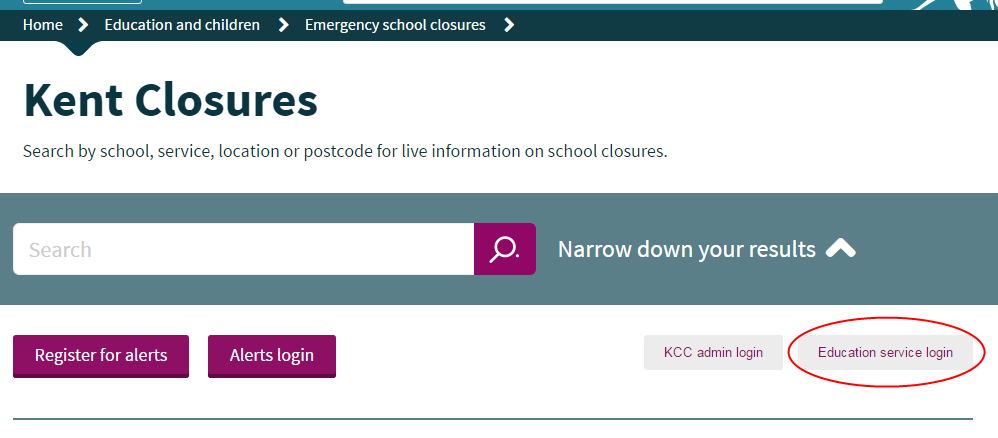 Home Education and children Emergency school closures
Kent Closures
Search by school, service, location or postcode for live information on school closures.
Search
Narrow down your results
Register for alerts
Alerts login
KCC admin login
Education service login